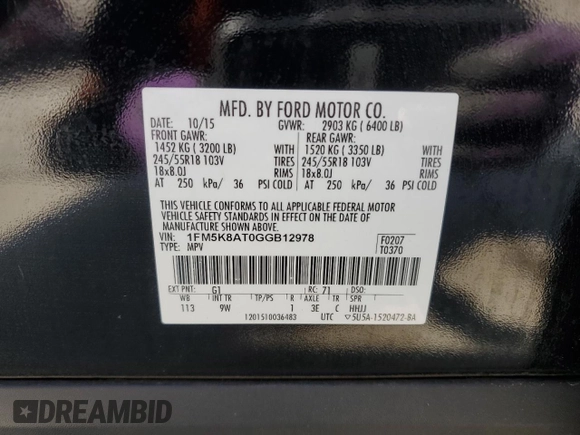 MFD. BY FORD MOTOR CO.
DATE: 10/15 GVWR: 2903 KG ( 6400 LB)
FRONT GAWR: REAR GAWR:
1452 KG ( 3200 LB) WITH 1520 KG ( 3350 LB) WITH
245/55R18 103V TIRES 245/55R18 103V TIRES
18x8.0J RIMS 18x8.0J RIMS
AT 250 kPa/ 36 PSI COLD AT 250 kPa/ 36 PSI COLD
THIS VEHICLE CONFORMS TO ALL APPLICABLE FEDERAL MOTOR
VEHICLE SAFETY STANDARDS IN EFFECT ON THE DATE OF
MANUFACTURE SHOWN ABOVE.
VIN: 1FM5K8AT0GGB12978 F0207
TYPE: MPV T0370
EXT PNT: G1 RC: 71 DSO:
WB INT TR TP/PS R AXLE TR SPR
113 9W 1 3E C HHJJ
1201510036483 UTC ▽5U5A-1520472-BA
DREAMBID